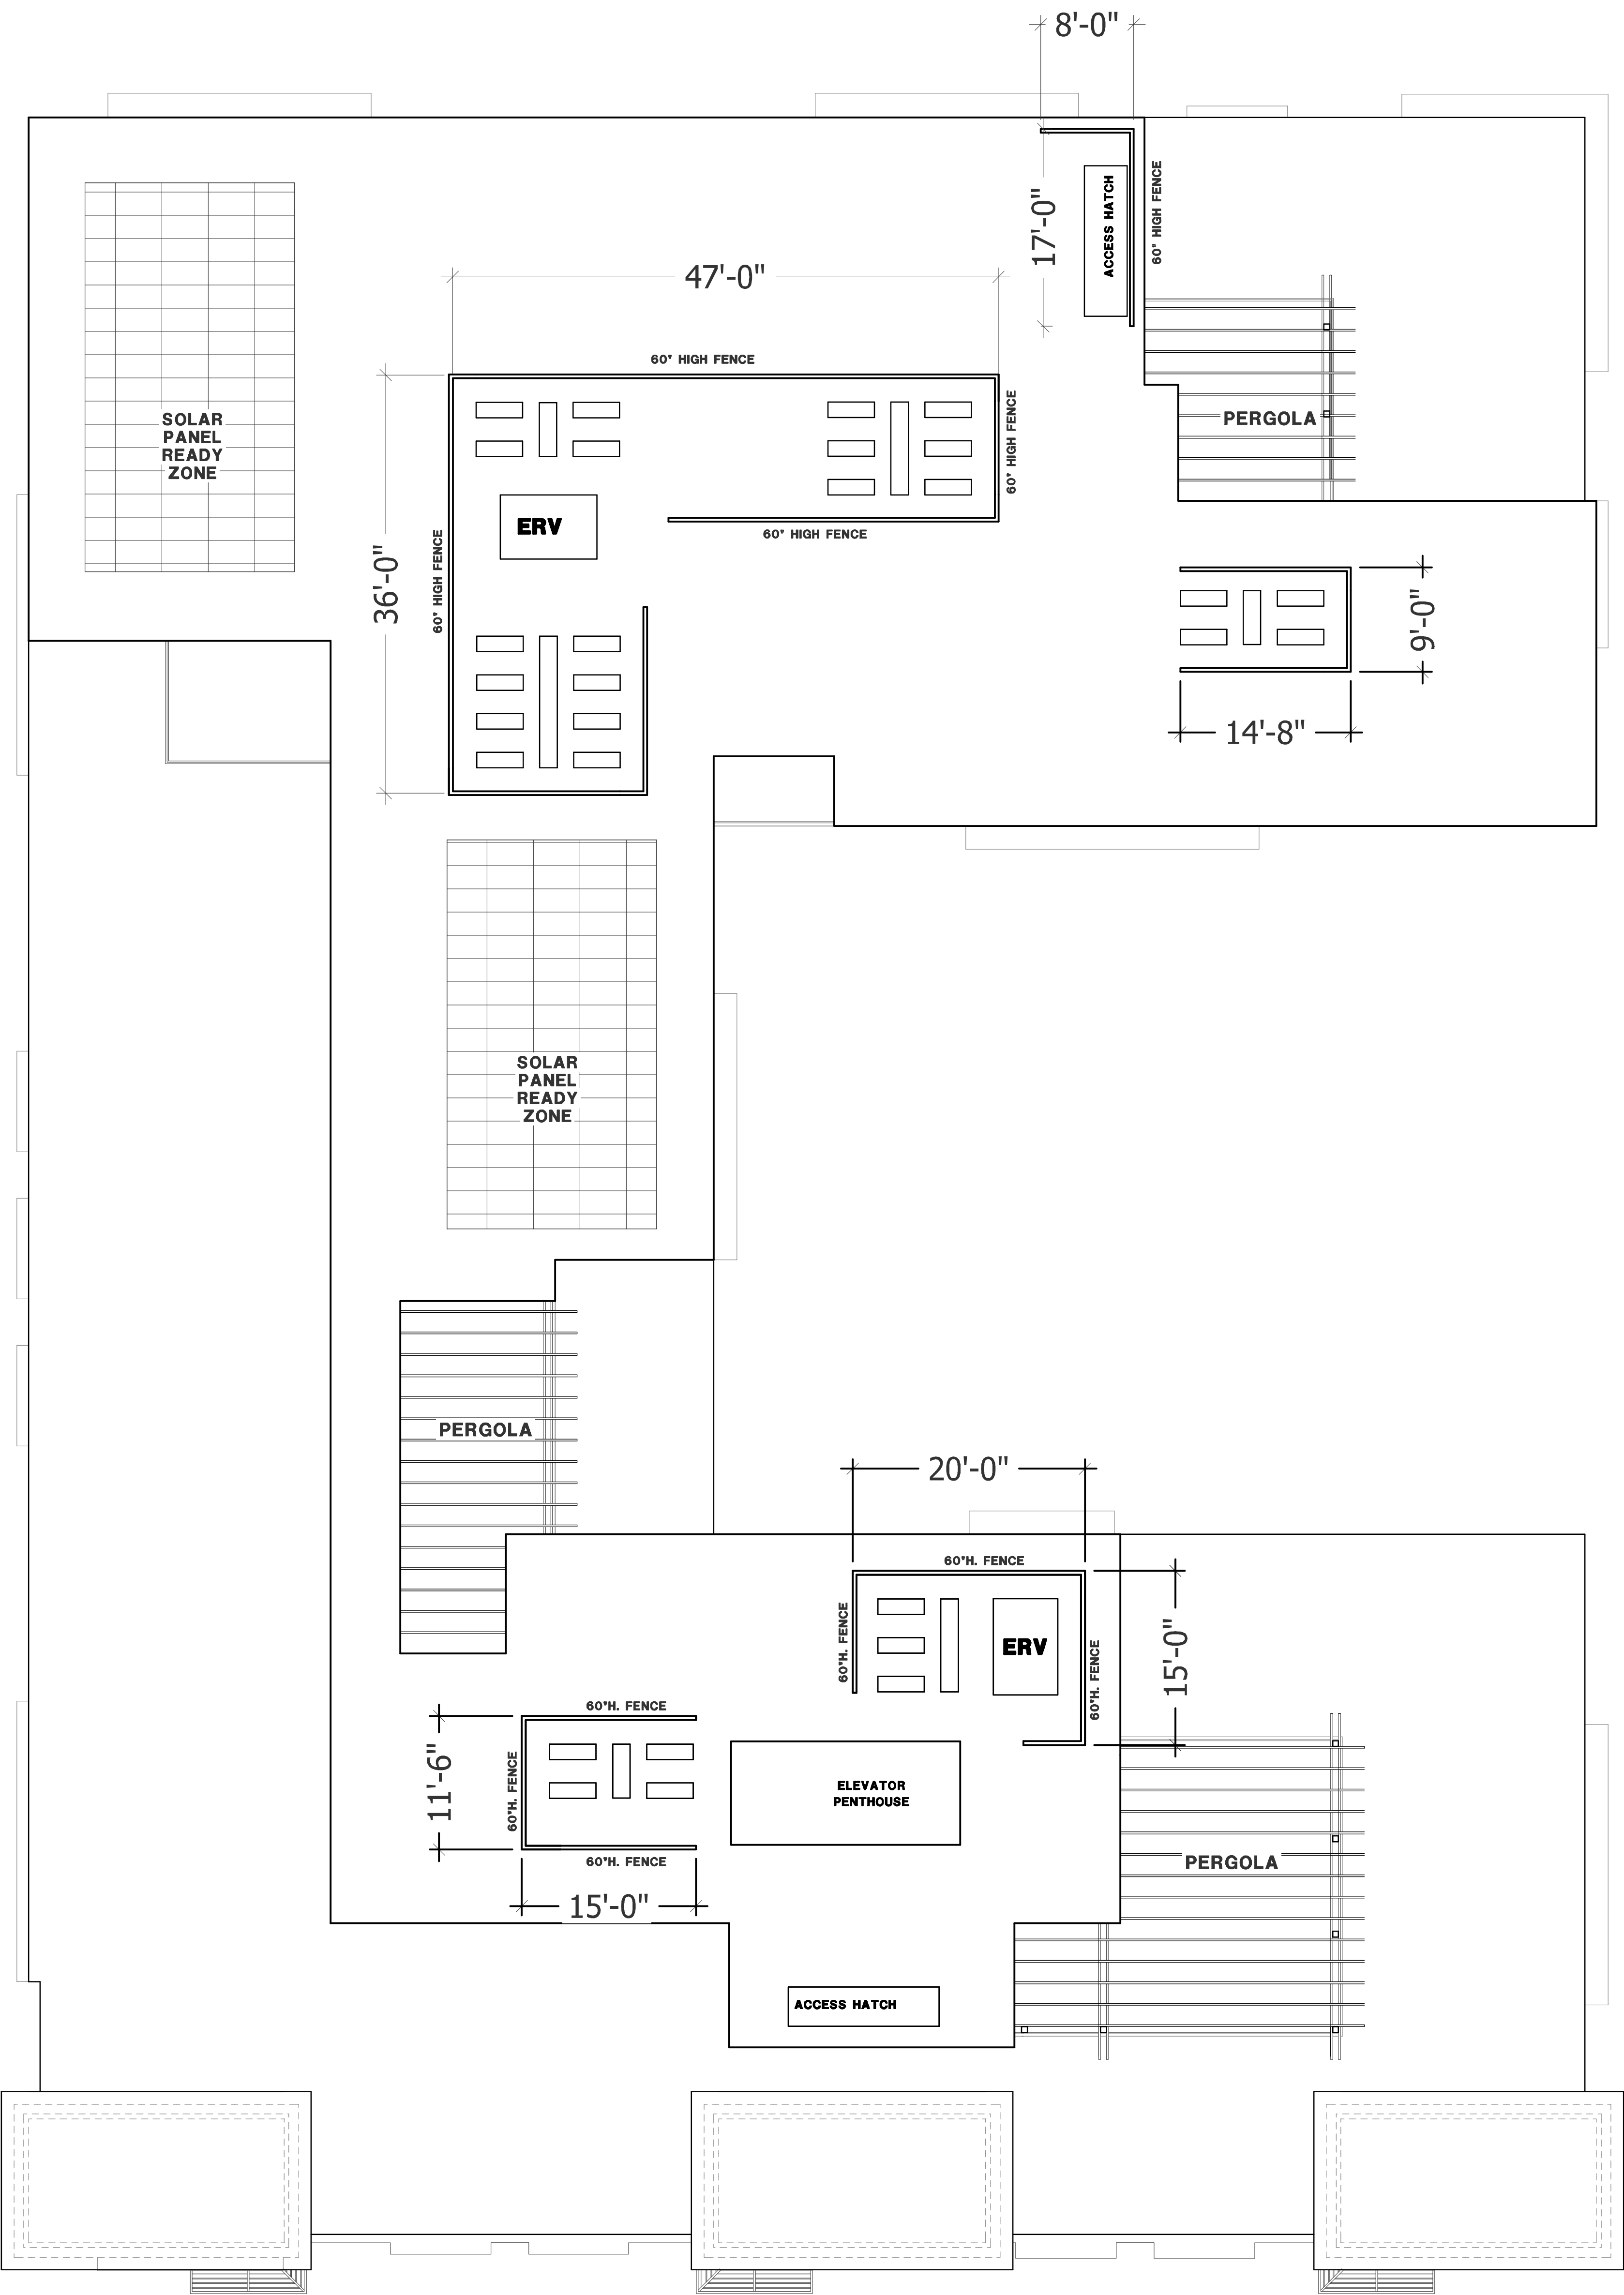 8'-0"
17'-0"
ACCESS HATCH
60" HIGH FENCE
47'-0"
60" HIGH FENCE
60" HIGH FENCE
SOLAR
PANEL
READY
ZONE
PERGOLA
ERV
60" HIGH FENCE
60" HIGH FENCE
36'-0"
9'-0"
14'-8"
SOLAR
PANEL
READY
ZONE
PERGOLA
20'-0"
60"H. FENCE
60"H. FENCE
ERV
60"H. FENCE
15'-0"
60"H. FENCE
11'-6"
60"H. FENCE
ELEVATOR
PENTHOUSE
60"H. FENCE
PERGOLA
15'-0"
ACCESS HATCH